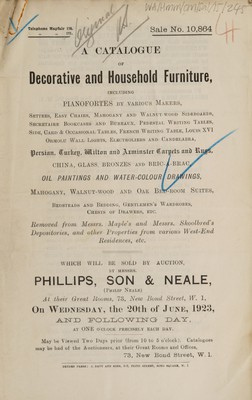 Telephone Mayfair
Sale No. 10,864
A CATALOGUE
OF
Decorative and Household Furniture,
INCLUDING
PIANOFORTES BY VARIOUS MAKERS,
SETTEES, EASY CHAIRS, MAHOGANY AND WALNUT-WOOD SIDEBOARDS,
SECRETAIRE BOOKCASES AND BUREAUX, PEDESTAL WRITING TABLES,
SIDE, CARD & OCCASIONAL TABLES, FRENCH WRITING TABLE, LOUIS XVI
ORMOLU WALL LIGHTS, ELECTROLIERS AND CANDELABRA,
Persian, Turkey, Wilton and Axminster Carpets and Rugs,
CHINA, GLASS BRONZES AND BRIC-A-BRAC,
OIL PAINTINGS AND WATER-COLOUR DRAWINGS,
MAHOGANY, WALNUT-WOOD AND OAK BED-ROOM SUITES,
BEDSTEADS AND BEDDING, GENTLEMEN'S WARDROBES,
CHESTS OF DRAWERS, ETC.
Removed from Messrs. Maple's and Messrs. Shoolbred's
Depositories, and other Properties from various West-End
Residences, etc.
WHICH WILL BE SOLD BY AUCTION,
BY MESSRS.
PHILLIPS, SON & NEALE,
(PHILIP NEALE)
At their Great Rooms, 73, New Bond Street, W. 1,
ON WEDNESDAY, the 20th of JUNE, 1923,
AND FOLLOWING DAY,
AT ONE O'CLOCK PRECISELY EACH DAY.
May be Viewed Two Days prior (from 10 to 5 o'clock). Catalogues
may be had of the Auctioneers, at their Great Rooms and Offices,
73, New Bond Street, W. 1.